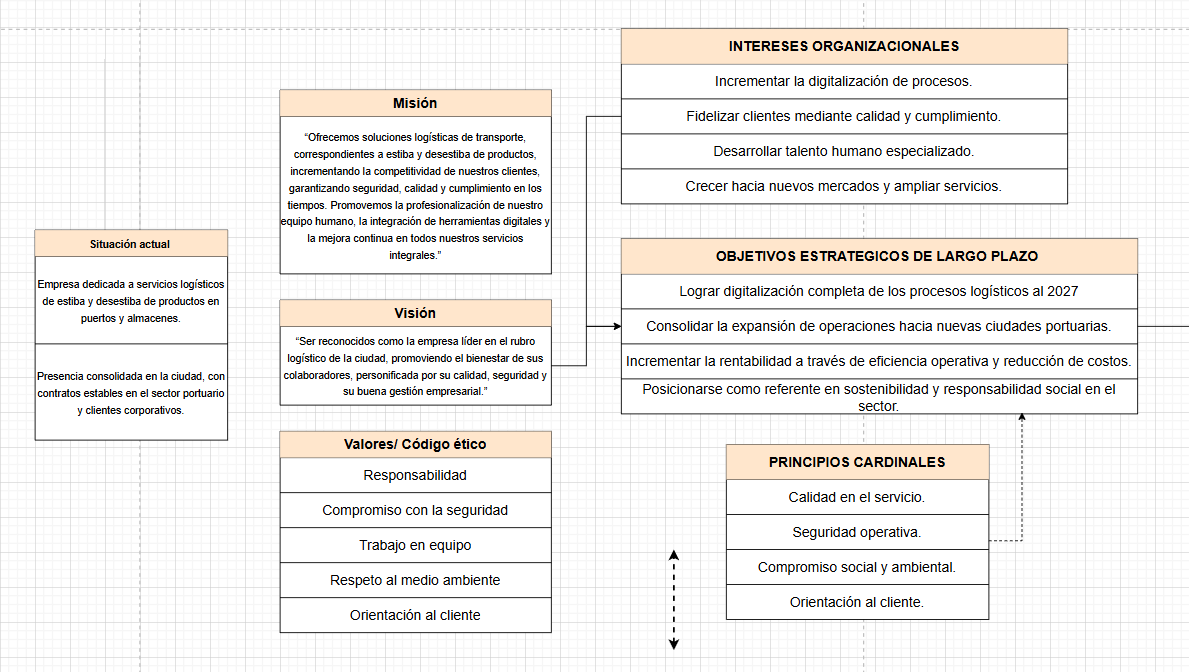 Situación actual
Empresa dedicada a servicios logísticos
de estiba y desestiba de productos en
puertos y almacenes.
Presencia consolidada en la ciudad, con
contratos estables en el sector portuario
y clientes corporativos.
Misión
“Ofrecemos soluciones logísticas de transporte,
correspondientes a estiba y desestiba de productos,
incrementando la competitividad de nuestros clientes,
garantizando seguridad, calidad y cumplimiento en los
tiempos. Promovemos la profesionalización de nuestro
equipo humano, la integración de herramientas digitales y
la mejora continua en todos nuestros servicios
integrales.”
Visión
“Ser reconocidos como la empresa líder en el rubro
logístico de la ciudad, promoviendo el bienestar de sus
colaboradores, personificada por su calidad, seguridad y
su buena gestión empresarial.”
Valores/ Código ético
Responsabilidad
Compromiso con la seguridad
Trabajo en equipo
Respeto al medio ambiente
Orientación al cliente
INTERESES ORGANIZACIONALES
Incrementar la digitalización de procesos.
Fidelizar clientes mediante calidad y cumplimiento.
Desarrollar talento humano especializado.
Crecer hacia nuevos mercados y ampliar servicios.
OBJETIVOS ESTRATEGICOS DE LARGO PLAZO
Lograr digitalización completa de los procesos logísticos al 2027
Consolidar la expansión de operaciones hacia nuevas ciudades portuarias.
Incrementar la rentabilidad a través de eficiencia operativa y reducción de costos.
Posicionarse como referente en sostenibilidad y responsabilidad social en el
sector.
PRINCIPIOS CARDINALES
Calidad en el servicio.
Seguridad operativa.
Compromiso social y ambiental.
Orientación al cliente.